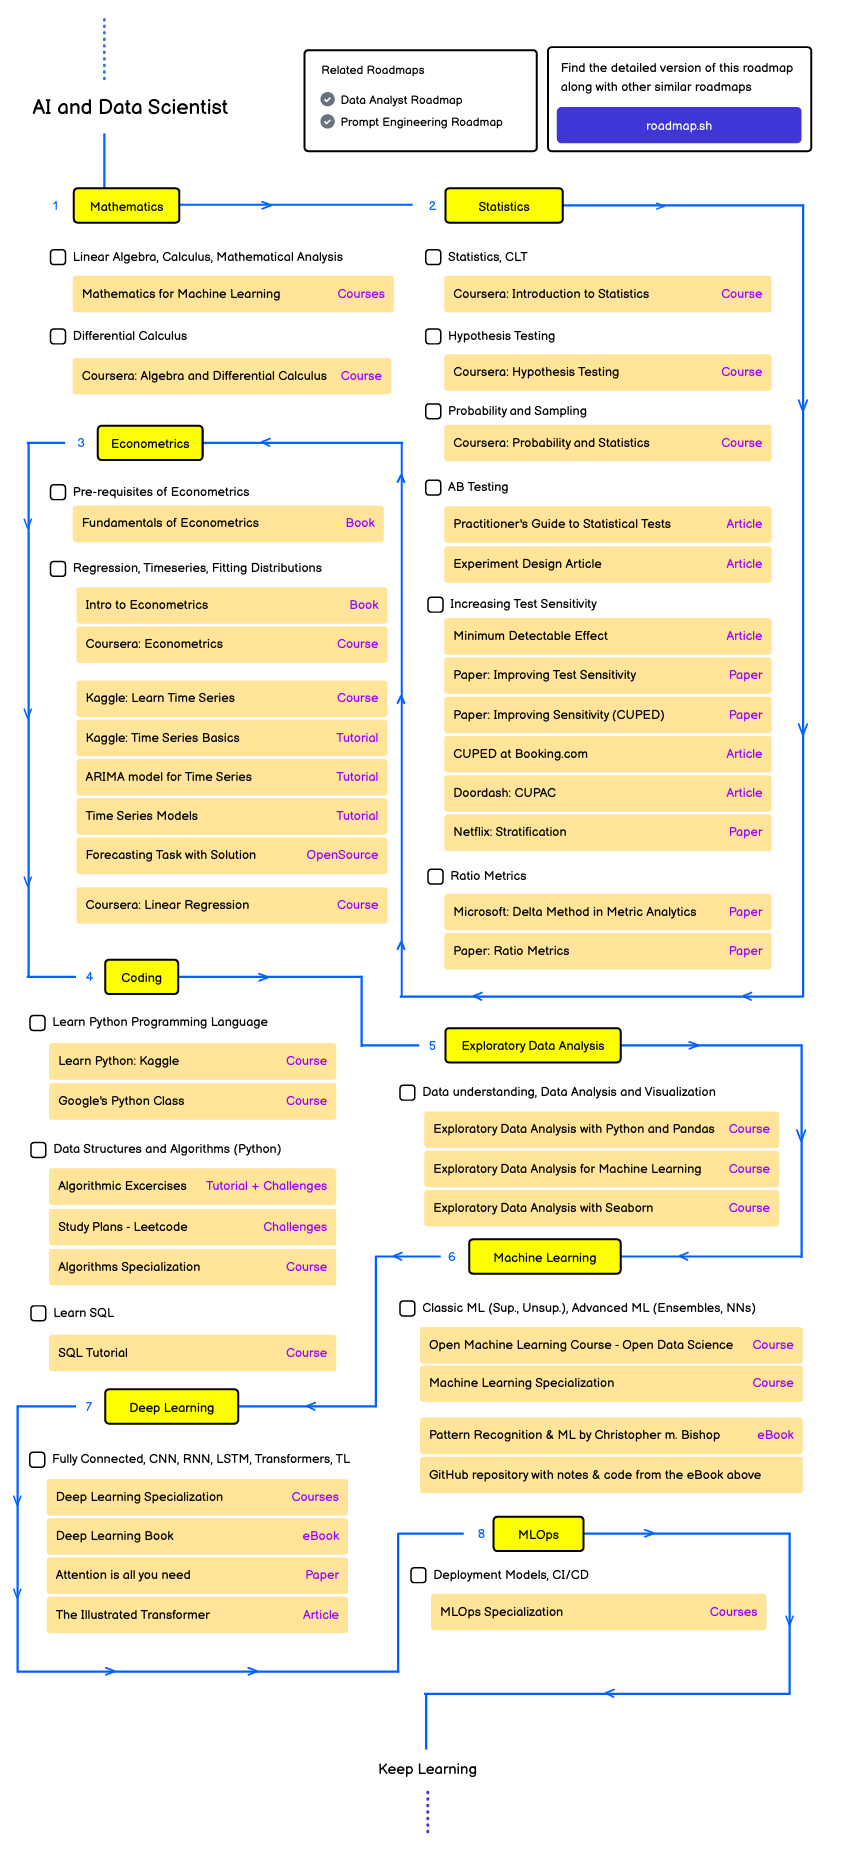 AI and Data Scientist
Related Roadmaps
Data Analyst Roadmap
Prompt Engineering Roadmap
Find the detailed version of this roadmap
along with other similar roadmaps
roadmap.sh
1 Mathematics
Linear Algebra, Calculus, Mathematical Analysis
Mathematics for Machine Learning Courses
Differential Calculus
Coursera: Algebra and Differential Calculus Course
2 Statistics
Statistics, CLT
Coursera: Introduction to Statistics Course
Hypothesis Testing
Coursera: Hypothesis Testing Course
Probability and Sampling
Coursera: Probability and Statistics Course
AB Testing
Practitioner's Guide to Statistical Tests Article
Experiment Design Article Article
Increasing Test Sensitivity
Minimum Detectable Effect Article
Paper: Improving Test Sensitivity Paper
Paper: Improving Sensitivity (CUPED) Paper
CUPED at Booking.com Article
Doordash: CUPAC Article
Netflix: Stratification Paper
Ratio Metrics
Microsoft: Delta Method in Metric Analytics Paper
Paper: Ratio Metrics Paper
3 Econometrics
Pre-requisites of Econometrics
Fundamentals of Econometrics Book
Regression, Timeseries, Fitting Distributions
Intro to Econometrics Book
Coursera: Econometrics Course
Kaggle: Learn Time Series Course
Kaggle: Time Series Basics Tutorial
ARIMA model for Time Series Tutorial
Time Series Models Tutorial
Forecasting Task with Solution OpenSource
Coursera: Linear Regression Course
4 Coding
Learn Python Programming Language
Learn Python: Kaggle Course
Google's Python Class Course
Data Structures and Algorithms (Python)
Algorithmic Excercises Tutorial + Challenges
Study Plans - Leetcode Challenges
Algorithms Specialization Course
Learn SQL
SQL Tutorial Course
5 Exploratory Data Analysis
Data understanding, Data Analysis and Visualization
Exploratory Data Analysis with Python and Pandas Course
Exploratory Data Analysis for Machine Learning Course
Exploratory Data Analysis with Seaborn Course
6 Machine Learning
Classic ML (Sup., Unsup.), Advanced ML (Ensembles, NNs)
Open Machine Learning Course - Open Data Science Course
Machine Learning Specialization Course
Pattern Recognition & ML by Christopher m. Bishop eBook
GitHub repository with notes & code from the eBook above
7 Deep Learning
Fully Connected, CNN, RNN, LSTM, Transformers, TL
Deep Learning Specialization Courses
Deep Learning Book eBook
Attention is all you need Paper
The Illustrated Transformer Article
8 MLOps
Deployment Models, CI/CD
MLOps Specialization Courses
Keep Learning